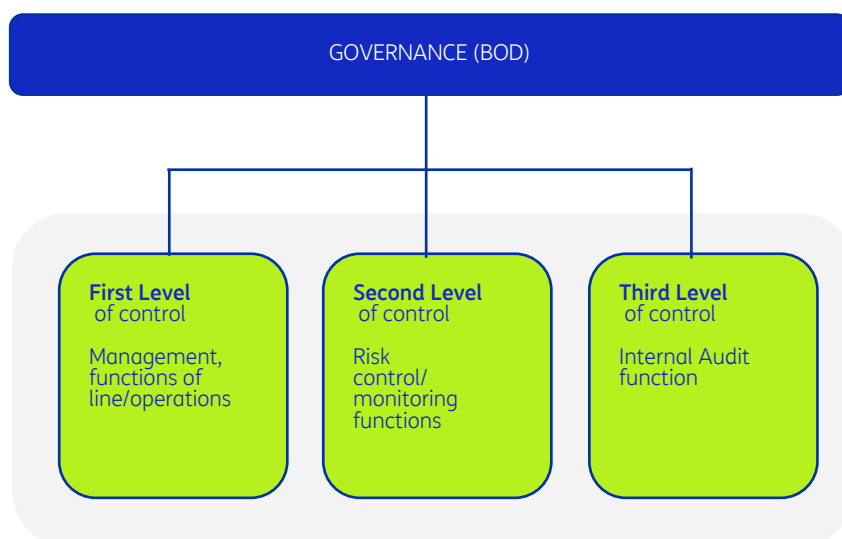 GOVERNANCE (BOD)
First Level
of control
Management,
functions of
line/operations
Second Level
of control
Risk
control/
monitoring
functions
Third Level
of control
Internal Audit
function